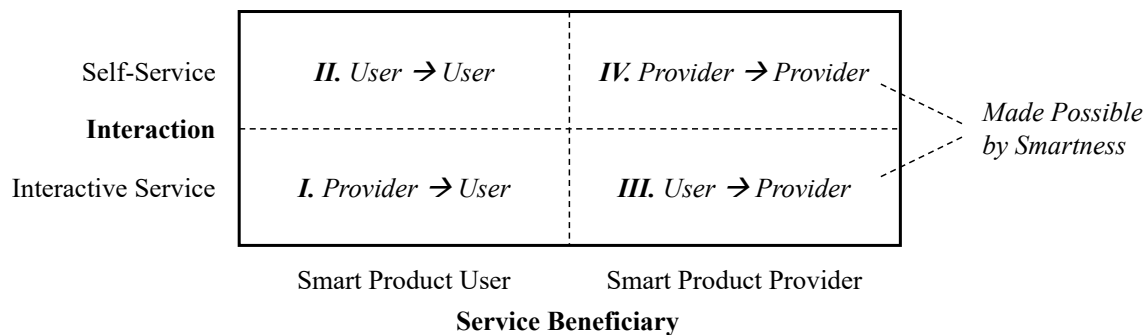 Self-Service
II. User → User
IV. Provider → Provider
Made Possible
by Smartness
Interaction
Interactive Service
I. Provider → User
III. User → Provider
Smart Product User
Smart Product Provider
Service Beneficiary